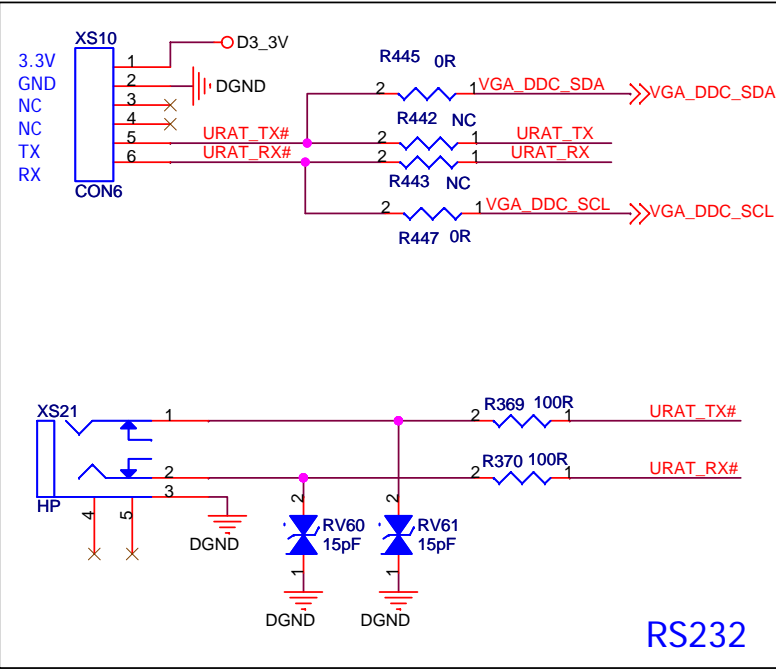 XS10
3.3V 1 D3_3V
GND 2 DGND
NC 3
NC 4
TX 5 URAT_TX#
RX 6 URAT_RX#
CON6
R445 0R
2 1 VGA_DDC_SDA VGA_DDC_SDA
R442 NC
2 1 URAT_TX
2 1 URAT_RX
R443 NC
2 1 VGA_DDC_SCL VGA_DDC_SCL
R447 0R
XS21
1 2 R369 100R 1 URAT_TX#
2 2 R370 100R 1 URAT_RX#
3
HP
4 5
DGND
2 RV60 2 RV61
15pF 15pF
1 1
DGND DGND
RS232